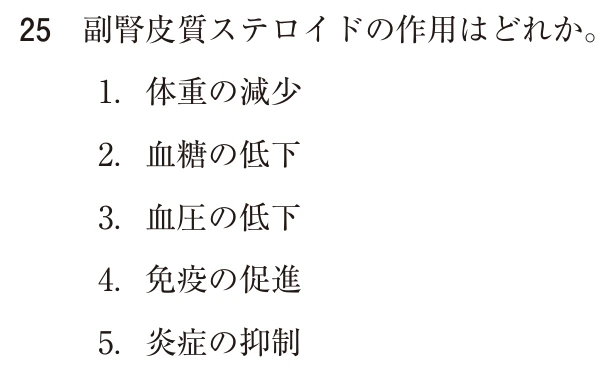 25 副腎皮質ステロイドの作用はどれか。
1. 体重の減少
2. 血糖の低下
3. 血圧の低下
4. 免疫の促進
5. 炎症の抑制